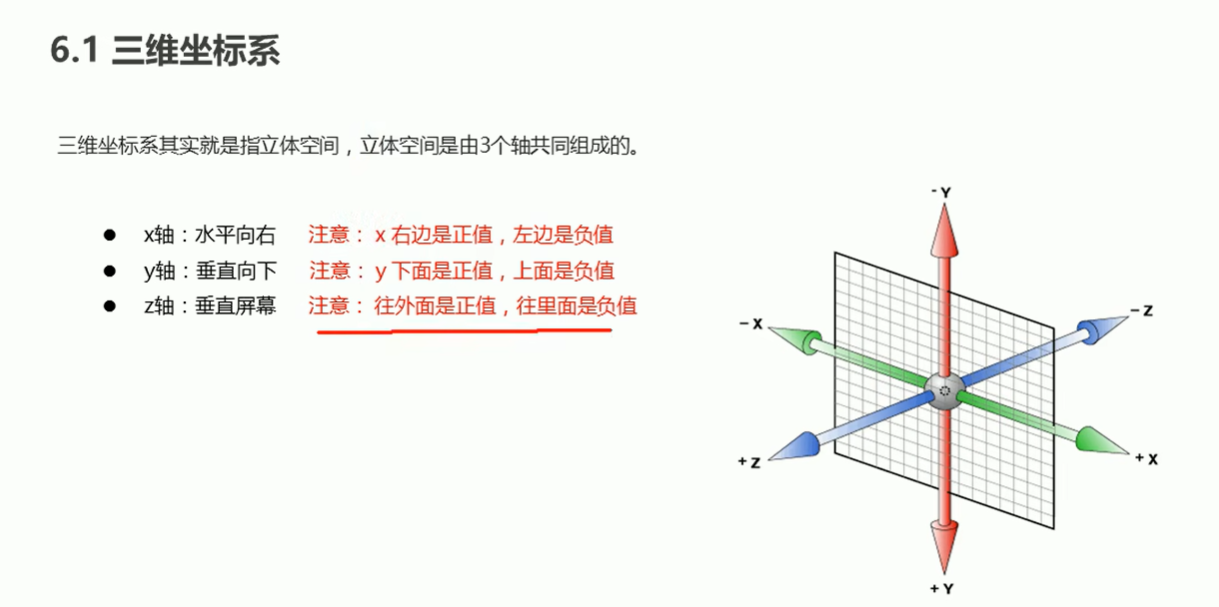 6.1 三维坐标系
三维坐标系其实就是指立体空间，立体空间是由3个轴共同组成的。
● x轴：水平向右 注意： x 右边是正值，左边是负值
● y轴：垂直向下 注意： y 下面是正值，上面是负值
● z轴：垂直屏幕 注意： 往外面是正值，往里面是负值
- Y
- Z
- X
+ Z
+ X
+ Y